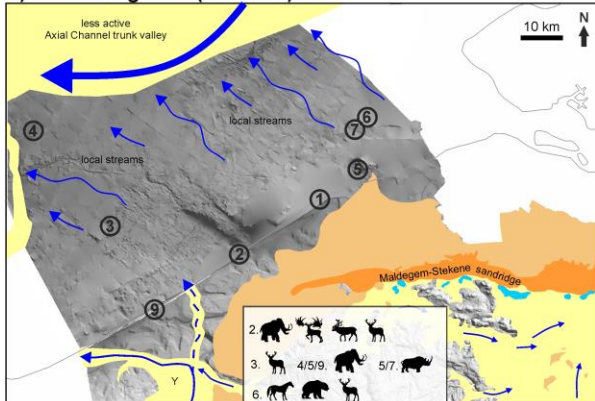 less active
Axial Channel trunk valley
10 km
N
local streams
local streams
6
7
4
5
1
3
2
9
Maldegem-Stekene sandridge
2.
3. 4/5/9. 5/7.
6.
Y